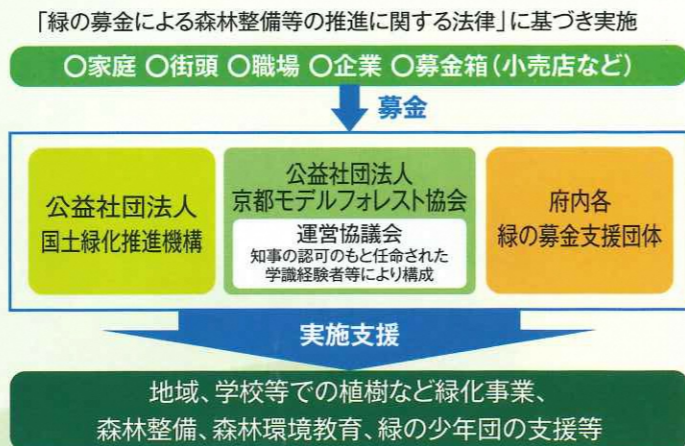 「緑の募金による森林整備等の推進に関する法律」に基づき実施
○家庭 ○街頭 ○職場 ○企業 ○募金箱(小売店など)
募金
公益社団法人
国土緑化推進機構
公益社団法人
京都モデルフォレスト協会
運営協議会
知事の認可のもと任命された
学識経験者等により構成
府内各
緑の募金支援団体
実施支援
地域、学校等での植樹など緑化事業、
森林整備、森林環境教育、緑の少年団の支援等